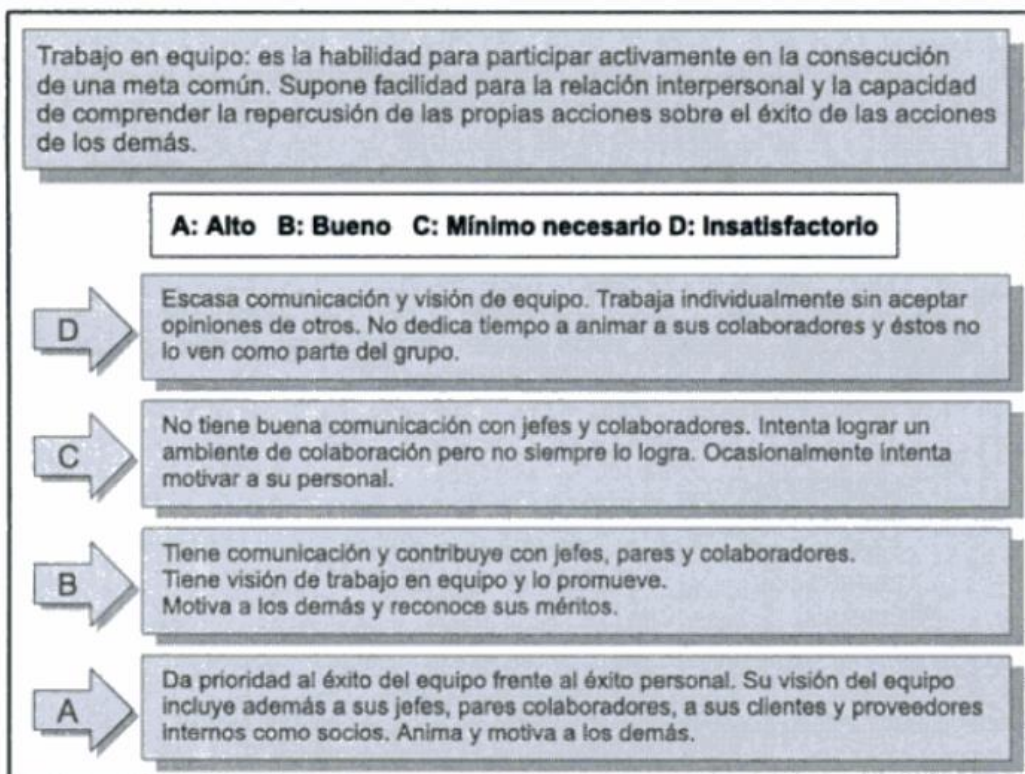 Trabajo en equipo: es la habilidad para participar activamente en la consecución
de una meta común. Supone facilidad para la relación interpersonal y la capacidad
de comprender la repercusión de las propias acciones sobre el éxito de las acciones
de los demás.
A: Alto B: Bueno C: Mínimo necesario D: Insatisfactorio
D
Escasa comunicación y visión de equipo. Trabaja individualmente sin aceptar
opiniones de otros. No dedica tiempo a animar a sus colaboradores y éstos no
lo ven como parte del grupo.
C
No tiene buena comunicación con jefes y colaboradores. Intenta lograr un
ambiente de colaboración pero no siempre lo logra. Ocasionalmente intenta
motivar a su personal.
B
Tiene comunicación y contribuye con jefes, pares y colaboradores.
Tiene visión de trabajo en equipo y lo promueve.
Motiva a los demás y reconoce sus méritos.
A
Da prioridad al éxito del equipo frente al éxito personal. Su visión del equipo
incluye además a sus jefes, pares colaboradores, a sus clientes y proveedores
internos como socios. Anima y motiva a los demás.